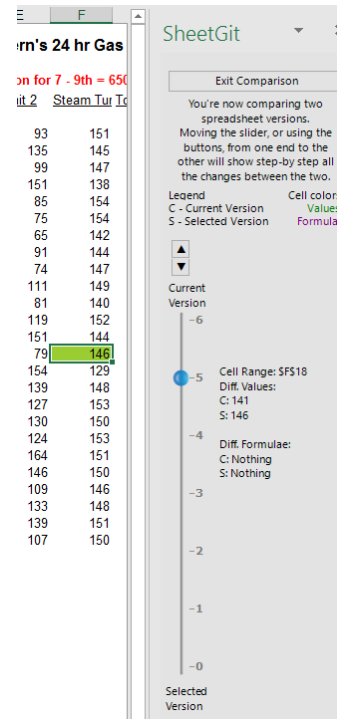 E F
ern's 24 hr Gas
on for 7 - 9th = 650
nit 2 Steam Tur To
93 151
135 145
99 147
151 138
85 154
75 154
65 142
91 144
74 147
111 149
81 140
119 152
151 144
79 146
154 129
139 148
127 153
130 150
124 153
164 151
146 150
109 146
133 148
139 151
107 150
SheetGit
Exit Comparison
You're now comparing two
spreadsheet versions.
Moving the slider, or using the
buttons, from one end to the
other will show step-by step all
the changes between the two.
Legend Cell colors
C - Current Version Values
S - Selected Version Formula
Current
Version
-6
-5
Cell Range: $F$18
Diff. Values:
C: 141
S: 146
-4
Diff. Formulae:
C: Nothing
S: Nothing
-3
-2
-1
-0
Selected
Version